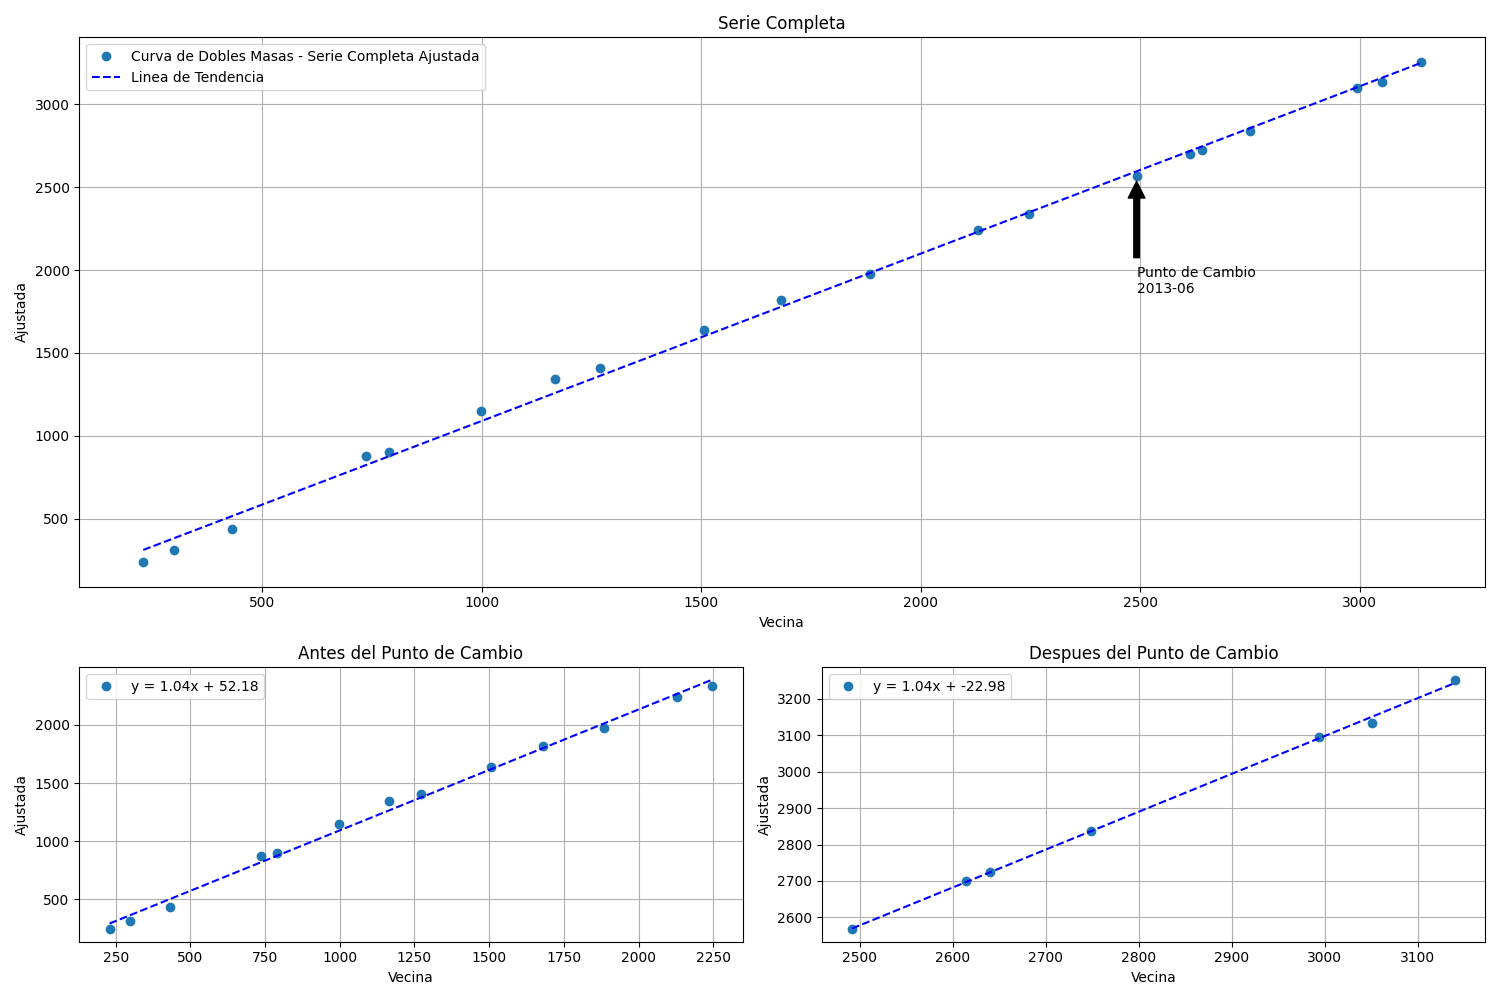 Serie Completa
Curva de Dobles Masas - Serie Completa Ajustada
Linea de Tendencia
3000
2500
2000
1500
1000
500
Ajustada
Punto de Cambio
2013-06
500 1000 1500 2000 2500 3000
Vecina
Antes del Punto de Cambio
y = 1.04x + 52.18
2000
1500
1000
500
Ajustada
250 500 750 1000 1250 1500 1750 2000 2250
Vecina
Despues del Punto de Cambio
y = 1.04x + -22.98
3200
3100
3000
2900
2800
2700
2600
Ajustada
2500 2600 2700 2800 2900 3000 3100
Vecina